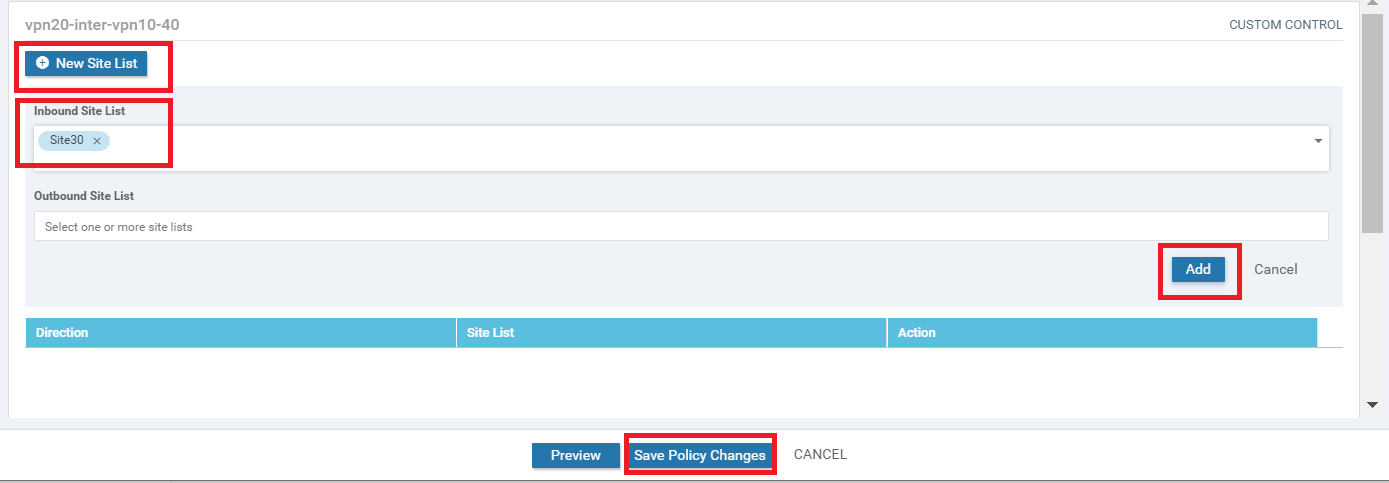 vpn20-inter-vpn10-40
CUSTOM CONTROL
New Site List
Inbound Site List
Site30 ×
Outbound Site List
Select one or more site lists
Add Cancel
Direction Site List Action
Preview Save Policy Changes CANCEL